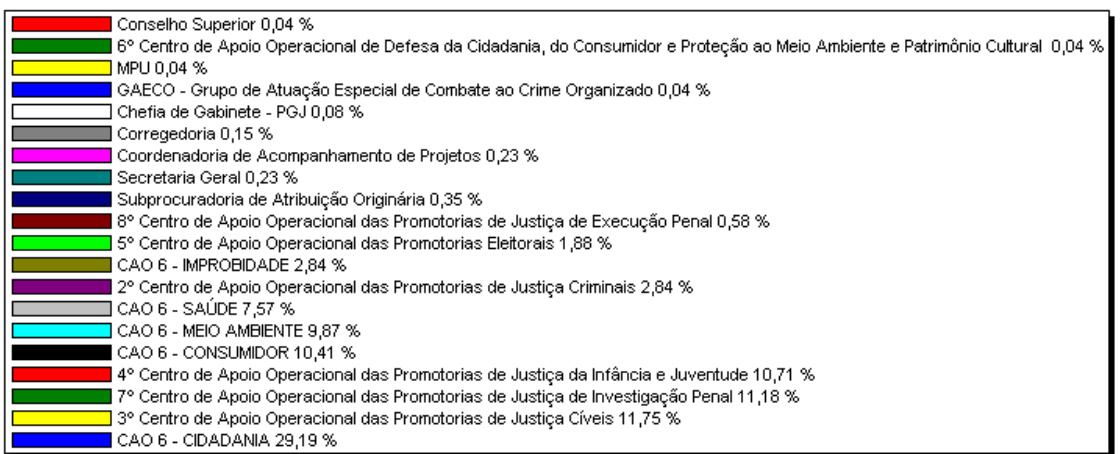 Conselho Superior 0,04 %
6º Centro de Apoio Operacional de Defesa da Cidadania, do Consumidor e Proteção ao Meio Ambiente e Patrimônio Cultural  0,04 %
MPU 0,04 %
GAECO - Grupo de Atuação Especial de Combate ao Crime Organizado 0,04 %
Chefia de Gabinete - PGJ 0,08 %
Corregedoria 0,15 %
Coordenadoria de Acompanhamento de Projetos 0,23 %
Secretaria Geral 0,23 %
Subprocuradoria de Atribuição Originária 0,35 %
8º Centro de Apoio Operacional das Promotorias de Justiça de Execução Penal 0,58 %
5º Centro de Apoio Operacional das Promotorias Eleitorais 1,88 %
CAO 6 - IMPROBIDADE 2,84 %
2º Centro de Apoio Operacional das Promotorias de Justiça Criminais 2,84 %
CAO 6 - SAÚDE 7,57 %
CAO 6 - MEIO AMBIENTE 9,87 %
CAO 6 - CONSUMIDOR 10,41 %
4º Centro de Apoio Operacional das Promotorias de Justiça da Infância e Juventude 10,71 %
7º Centro de Apoio Operacional das Promotorias de Justiça de Investigação Penal 11,18 %
3º Centro de Apoio Operacional das Promotorias de Justiça Cíveis 11,75 %
CAO 6 - CIDADANIA 29,19 %